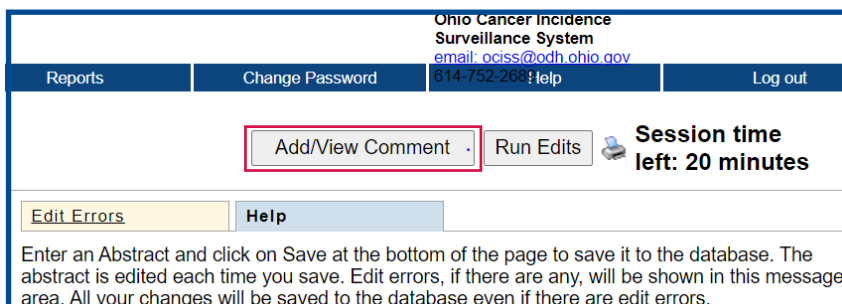 Ohio Cancer Incidence
Surveillance System
email: ociss@odh.ohio.gov
Reports Change Password 614-752-2689 Help Log out
Add/View Comment Run Edits Session time
left: 20 minutes
Edit Errors Help
Enter an Abstract and click on Save at the bottom of the page to save it to the database. The
abstract is edited each time you save. Edit errors, if there are any, will be shown in this message
area. All your changes will be saved to the database even if there are edit errors.